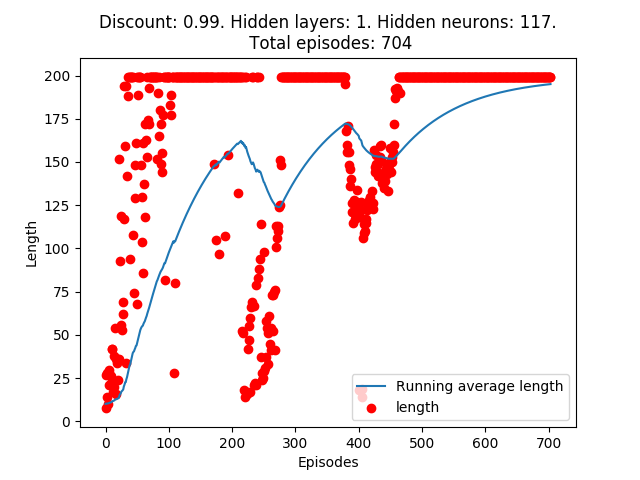 Discount: 0.99. Hidden layers: 1. Hidden neurons: 117.
Total episodes: 704
200
175
150
125
100
75
50
25
0
Length
Running average length
length
0 100 200 300 400 500 600 700
Episodes